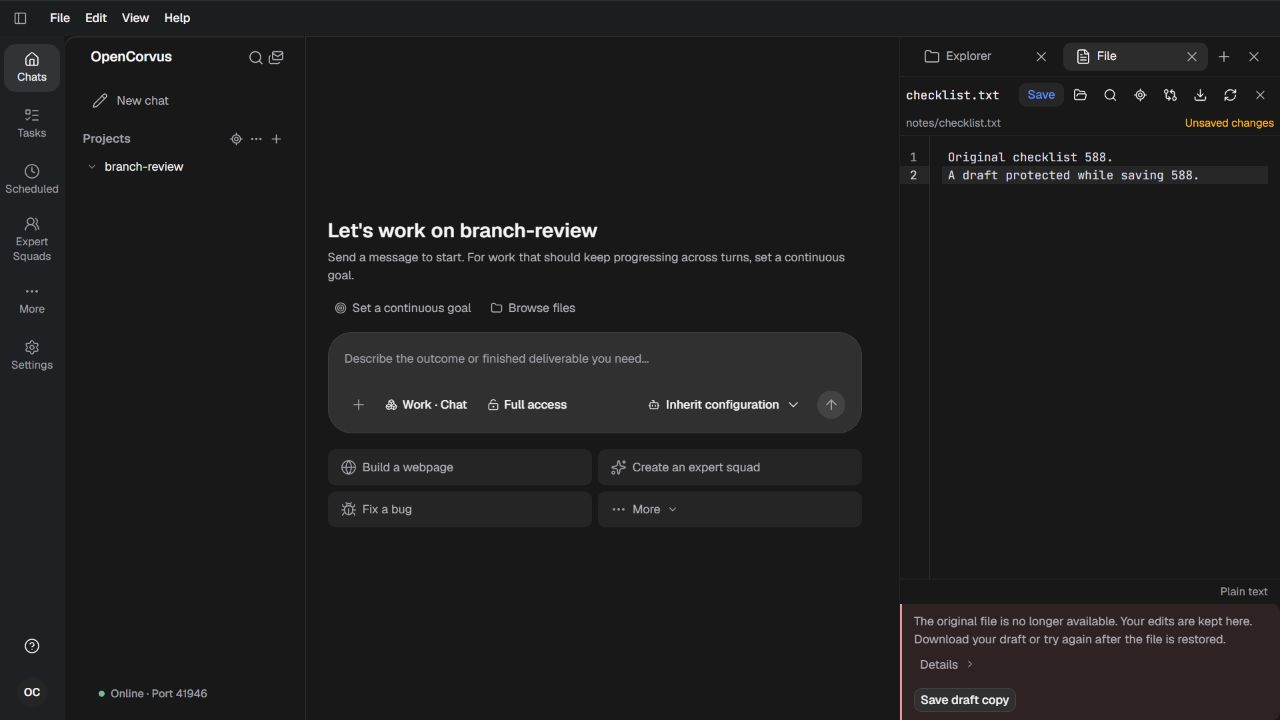 File Edit View Help
Chats
Tasks
Scheduled
Expert
Squads
More
Settings
OC
OpenCorvus
New chat
Projects
branch-review
Online · Port 41946
Let's work on branch-review
Send a message to start. For work that should keep progressing across turns, set a continuous
goal.
Set a continuous goal Browse files
Describe the outcome or finished deliverable you need...
Work · Chat Full access Inherit configuration
Build a webpage Create an expert squad
Fix a bug More
Explorer File
checklist.txt Save
notes/checklist.txt Unsaved changes
1 Original checklist 588.
2 A draft protected while saving 588.
Plain text
The original file is no longer available. Your edits are kept here.
Download your draft or try again after the file is restored.
Details
Save draft copy